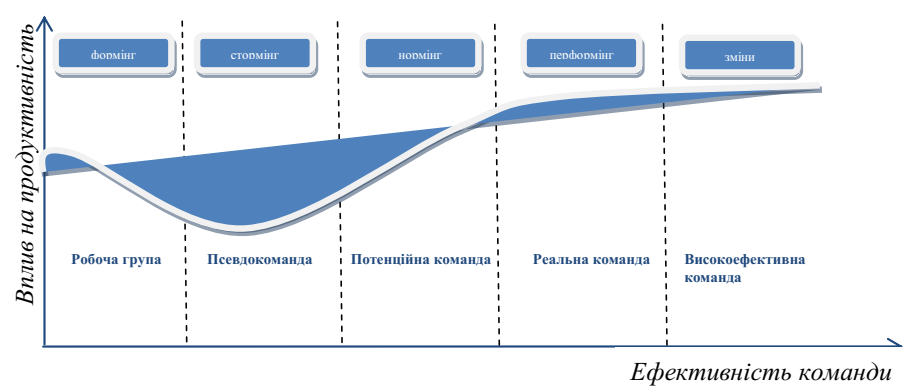 Вплив на продуктивність
формінг
стормінг
нормінг
перформінг
зміни
Робоча група
Псевдокоманда
Потенційна команда
Реальна команда
Високоефективна
команда
Ефективність команди